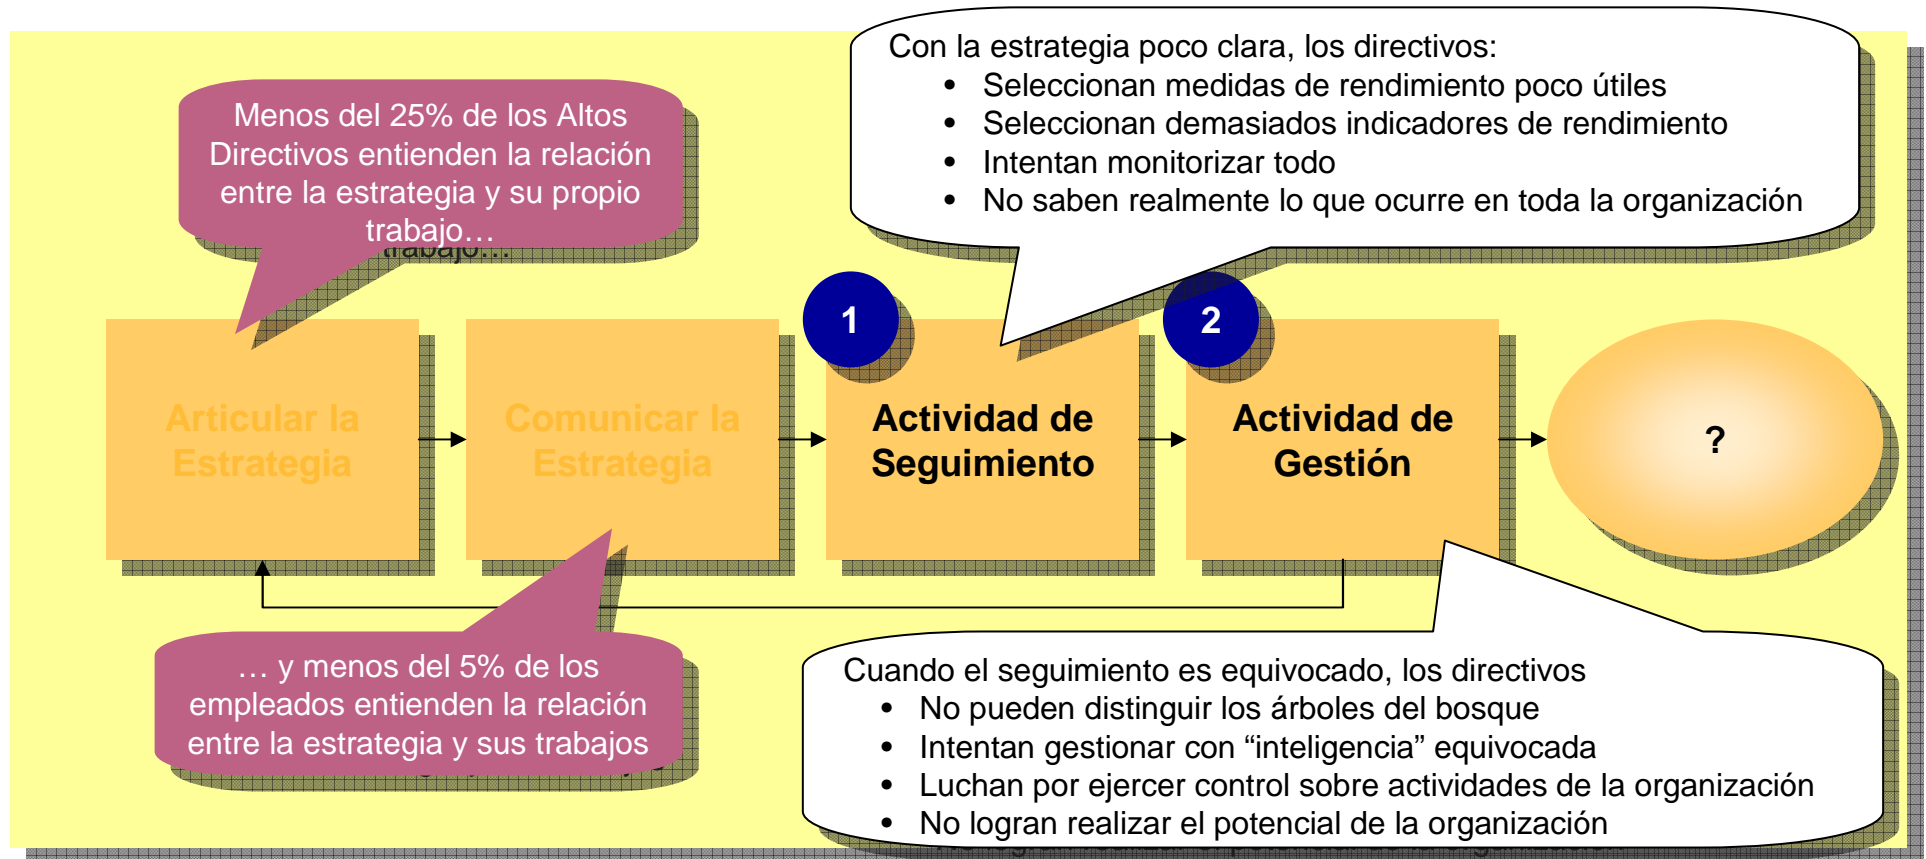 Con la estrategia poco clara, los directivos:
• Seleccionan medidas de rendimiento poco útiles
• Seleccionan demasiados indicadores de rendimiento
• Intentan monitorizar todo
• No saben realmente lo que ocurre en toda la organización
Menos del 25% de los Altos
Directivos entienden la relación
entre la estrategia y su propio
trabajo…
1
2
Articular la
Estrategia
Comunicar la
Estrategia
Actividad de
Seguimiento
Actividad de
Gestión
?
… y menos del 5% de los
empleados entienden la relación
entre la estrategia y sus trabajos
Cuando el seguimiento es equivocado, los directivos
• No pueden distinguir los árboles del bosque
• Intentan gestionar con “inteligencia” equivocada
• Luchan por ejercer control sobre actividades de la organización
• No logran realizar el potencial de la organización